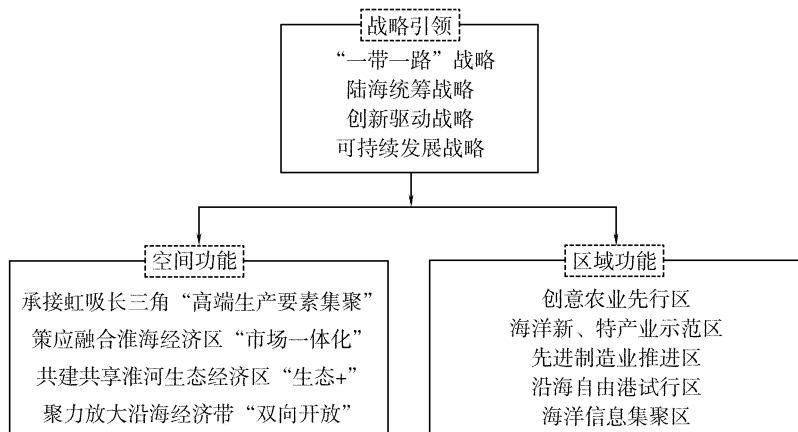 战略引领
“一带一路”战略
陆海统筹战略
创新驱动战略
可持续发展战略
空间功能
承接虹吸长三角“高端生产要素集聚”
策应融合淮海经济区“市场一体化”
共建共享淮河生态经济区“生态+”
聚力放大沿海经济带“双向开放”
区域功能
创意农业先行区
海洋新、特产业示范区
先进制造业推进区
沿海自由港试行区
海洋信息集聚区